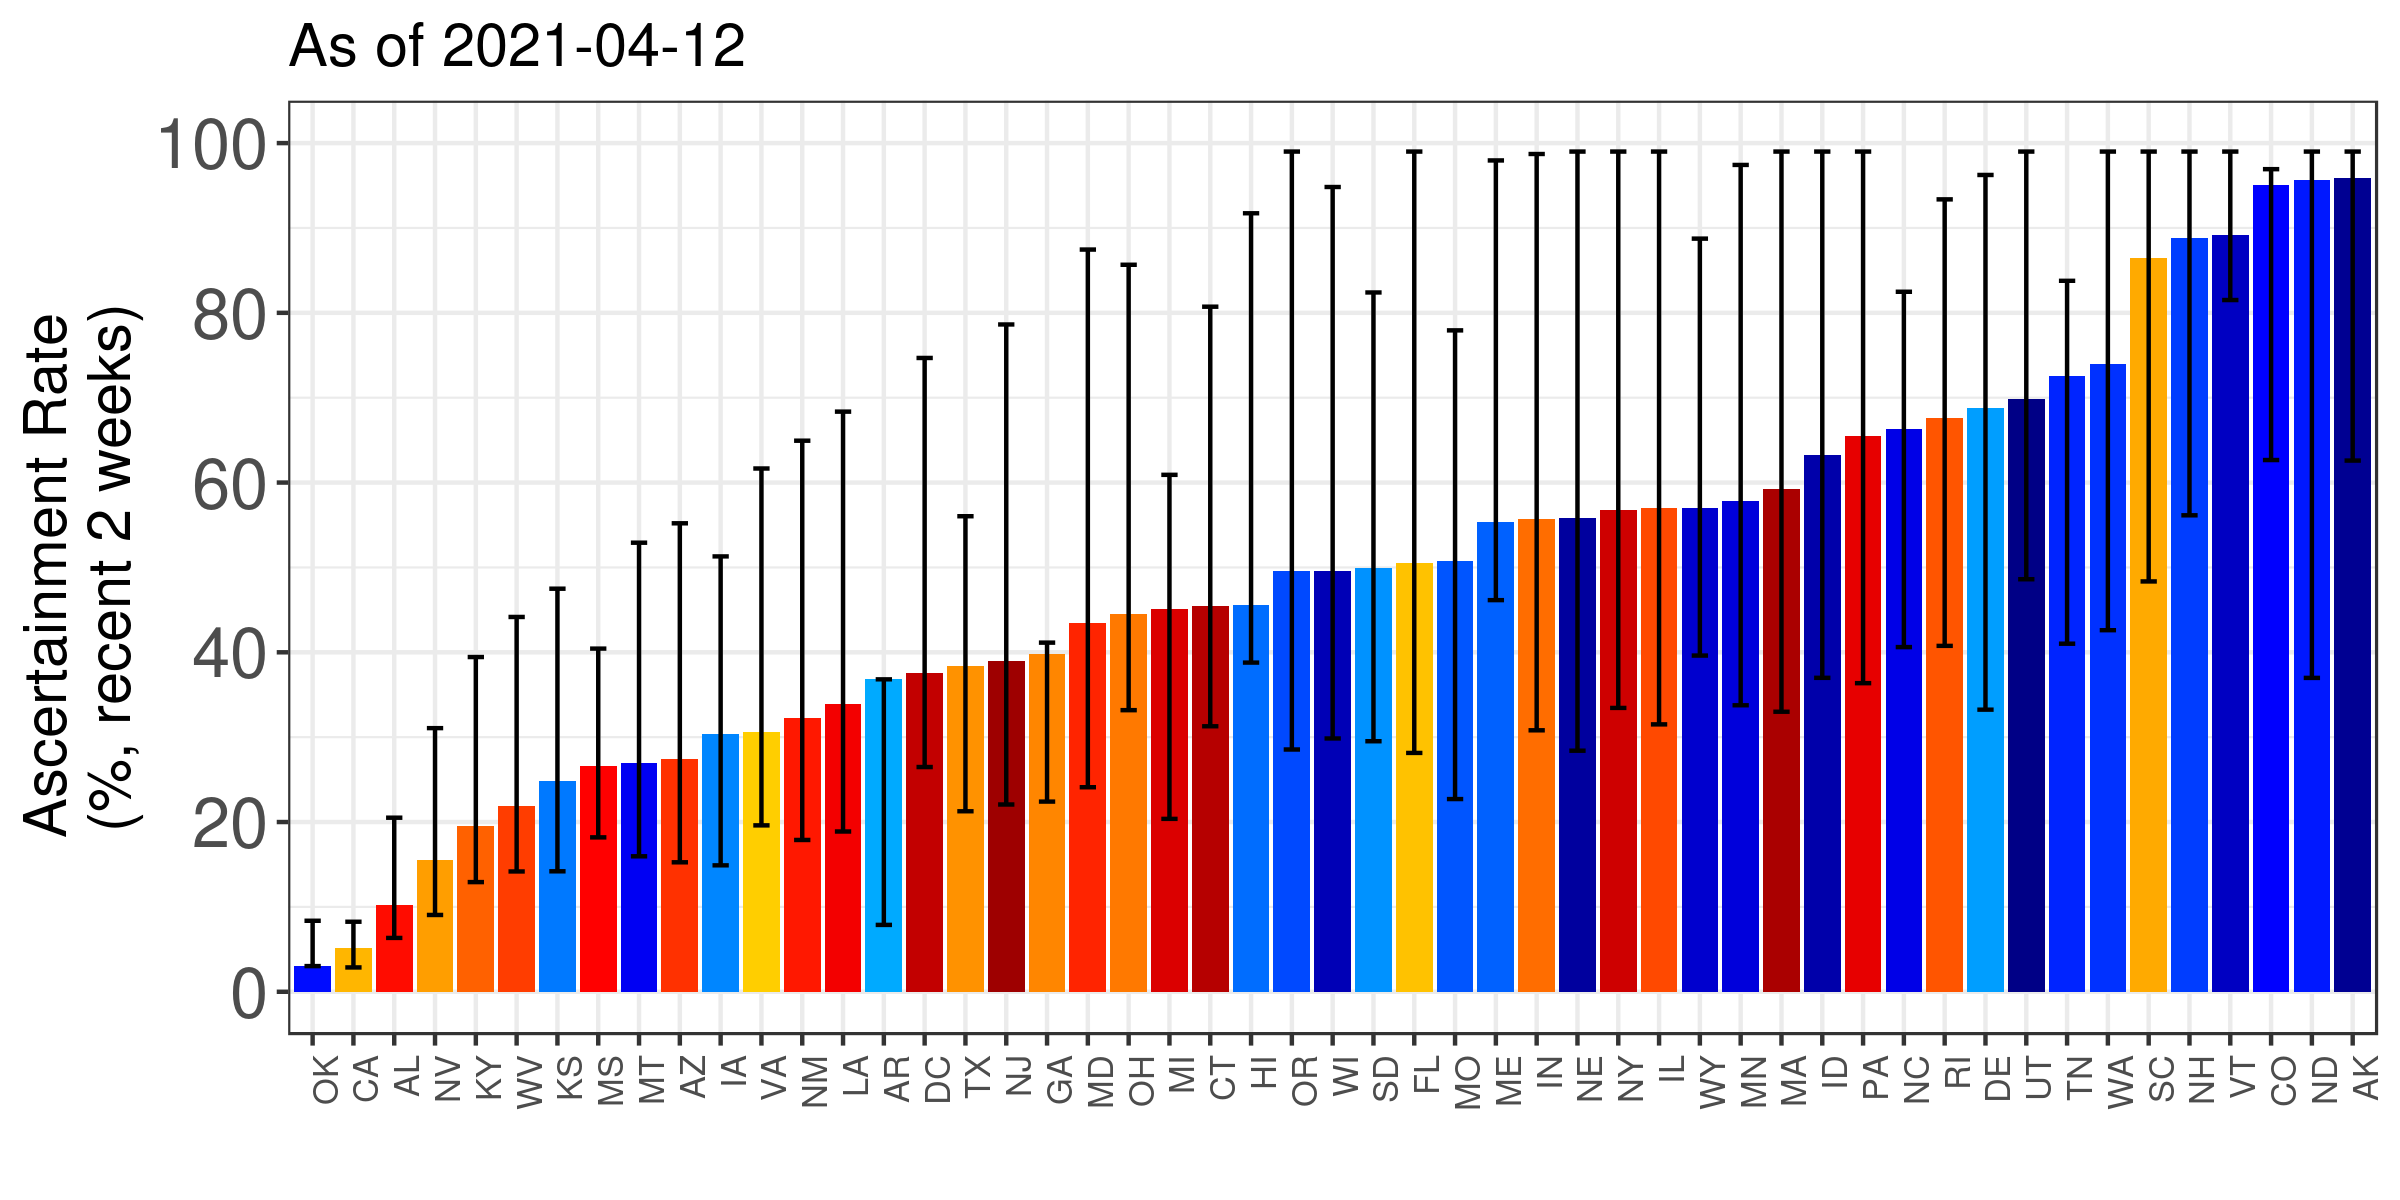 As of 2021-04-12
Ascertainment Rate
(%, recent 2 weeks)
100
80
60
40
20
0
OK CA AL NV KY WV KS MS MT AZ IA VA NM LA AR DC TX NJ GA MD OH MI CT HI OR WI SD FL MO ME IN NE NY IL WY MN MA ID PA NC RI DE UT TN WA SC NH VT CO ND AK